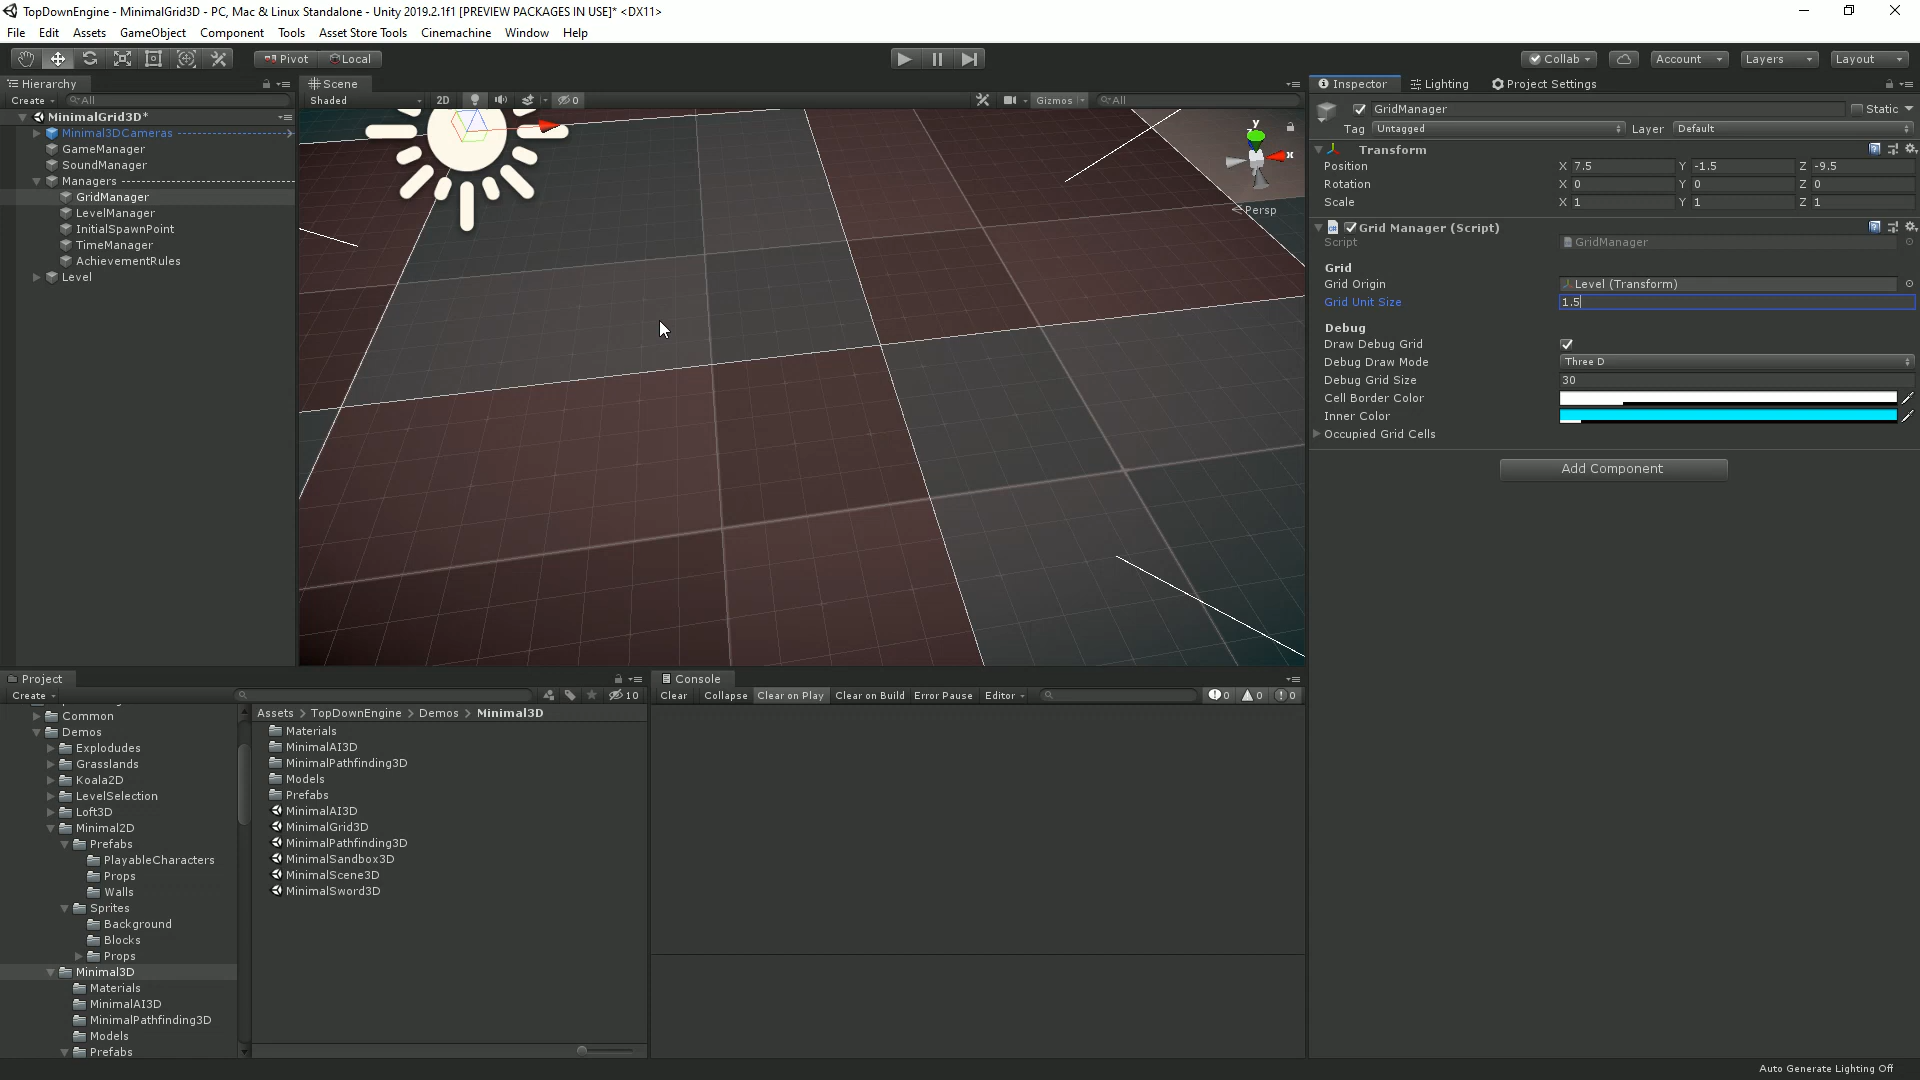 TopDownEngine - MinimalGrid3D - PC, Mac & Linux Standalone - Unity 2019.2.1f1 [PREVIEW PACKAGES IN USE]* <DX11>
File Edit Assets GameObject Component Tools Asset Store Tools Cinemachine Window Help
Pivot Local
Collab Account Layers Layout
Hierarchy
Create All
MinimalGrid3D*
Minimal3DCameras
GameManager
SoundManager
Managers
GridManager
LevelManager
InitialSpawnPoint
TimeManager
AchievementRules
Level
Scene
Shaded 2D 0 Gizmos All
y
z
x
Persp
Inspector Lighting Project Settings
GridManager Static
Tag Untagged Layer Default
Transform
Position X 7.5 Y -1.5 Z -9.5
Rotation X 0 Y 0 Z 0
Scale X 1 Y 1 Z 1
Grid Manager (Script)
Script GridManager
Grid
Grid Origin Level (Transform)
Grid Unit Size 1.5
Debug
Draw Debug Grid
Debug Draw Mode Three D
Debug Grid Size 30
Cell Border Color
Inner Color
Occupied Grid Cells
Add Component
Project
Create 10
Common
Demos
Explodudes
Grasslands
Koala2D
LevelSelection
Loft3D
Minimal2D
Prefabs
PlayableCharacters
Props
Walls
Sprites
Background
Blocks
Props
Minimal3D
Materials
MinimalAI3D
MinimalPathfinding3D
Models
Prefabs
Assets > TopDownEngine > Demos > Minimal3D
Materials
MinimalAI3D
MinimalPathfinding3D
Models
Prefabs
MinimalAI3D
MinimalGrid3D
MinimalPathfinding3D
MinimalSandbox3D
MinimalScene3D
MinimalSword3D
Console
Clear Collapse Clear on Play Clear on Build Error Pause Editor 0 0 0
Auto Generate Lighting Off